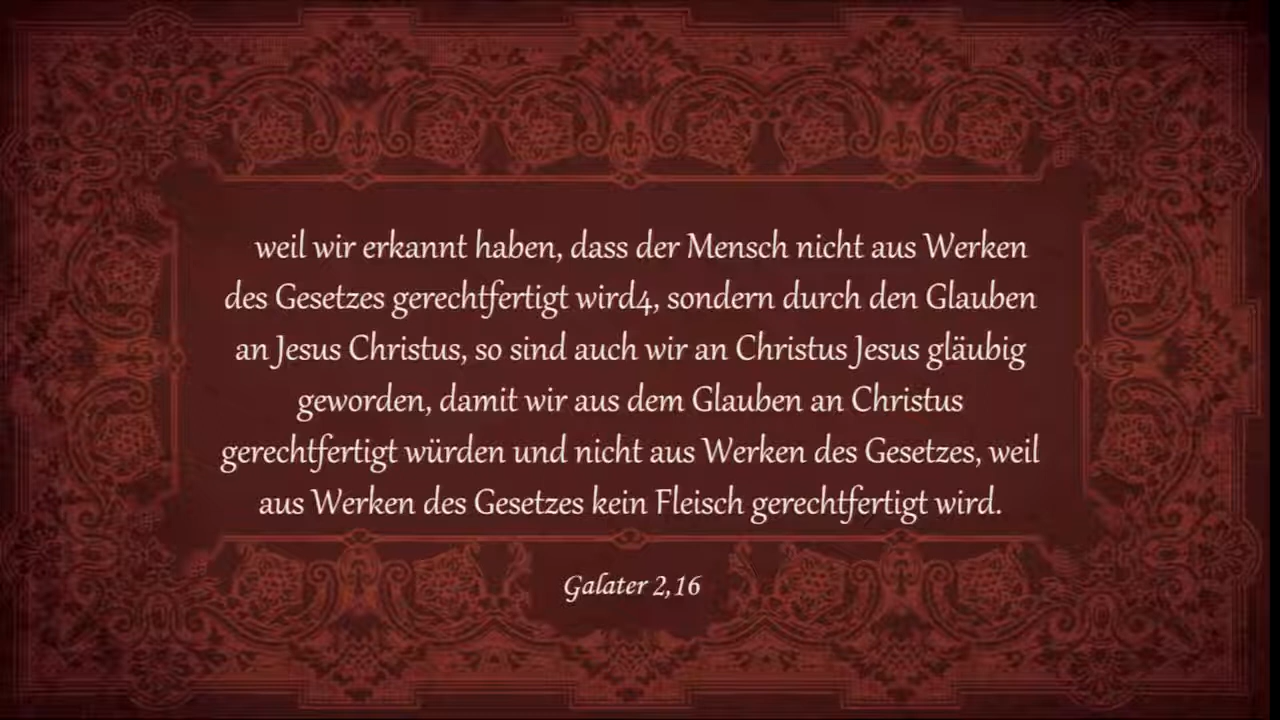 weil wir erkannt haben, dass der Mensch nicht aus Werken
des Gesetzes gerechtfertigt wird4, sondern durch den Glauben
an Jesus Christus, so sind auch wir an Christus Jesus gläubig
geworden, damit wir aus dem Glauben an Christus
gerechtfertigt würden und nicht aus Werken des Gesetzes, weil
aus Werken des Gesetzes kein Fleisch gerechtfertigt wird.
Galater 2,16